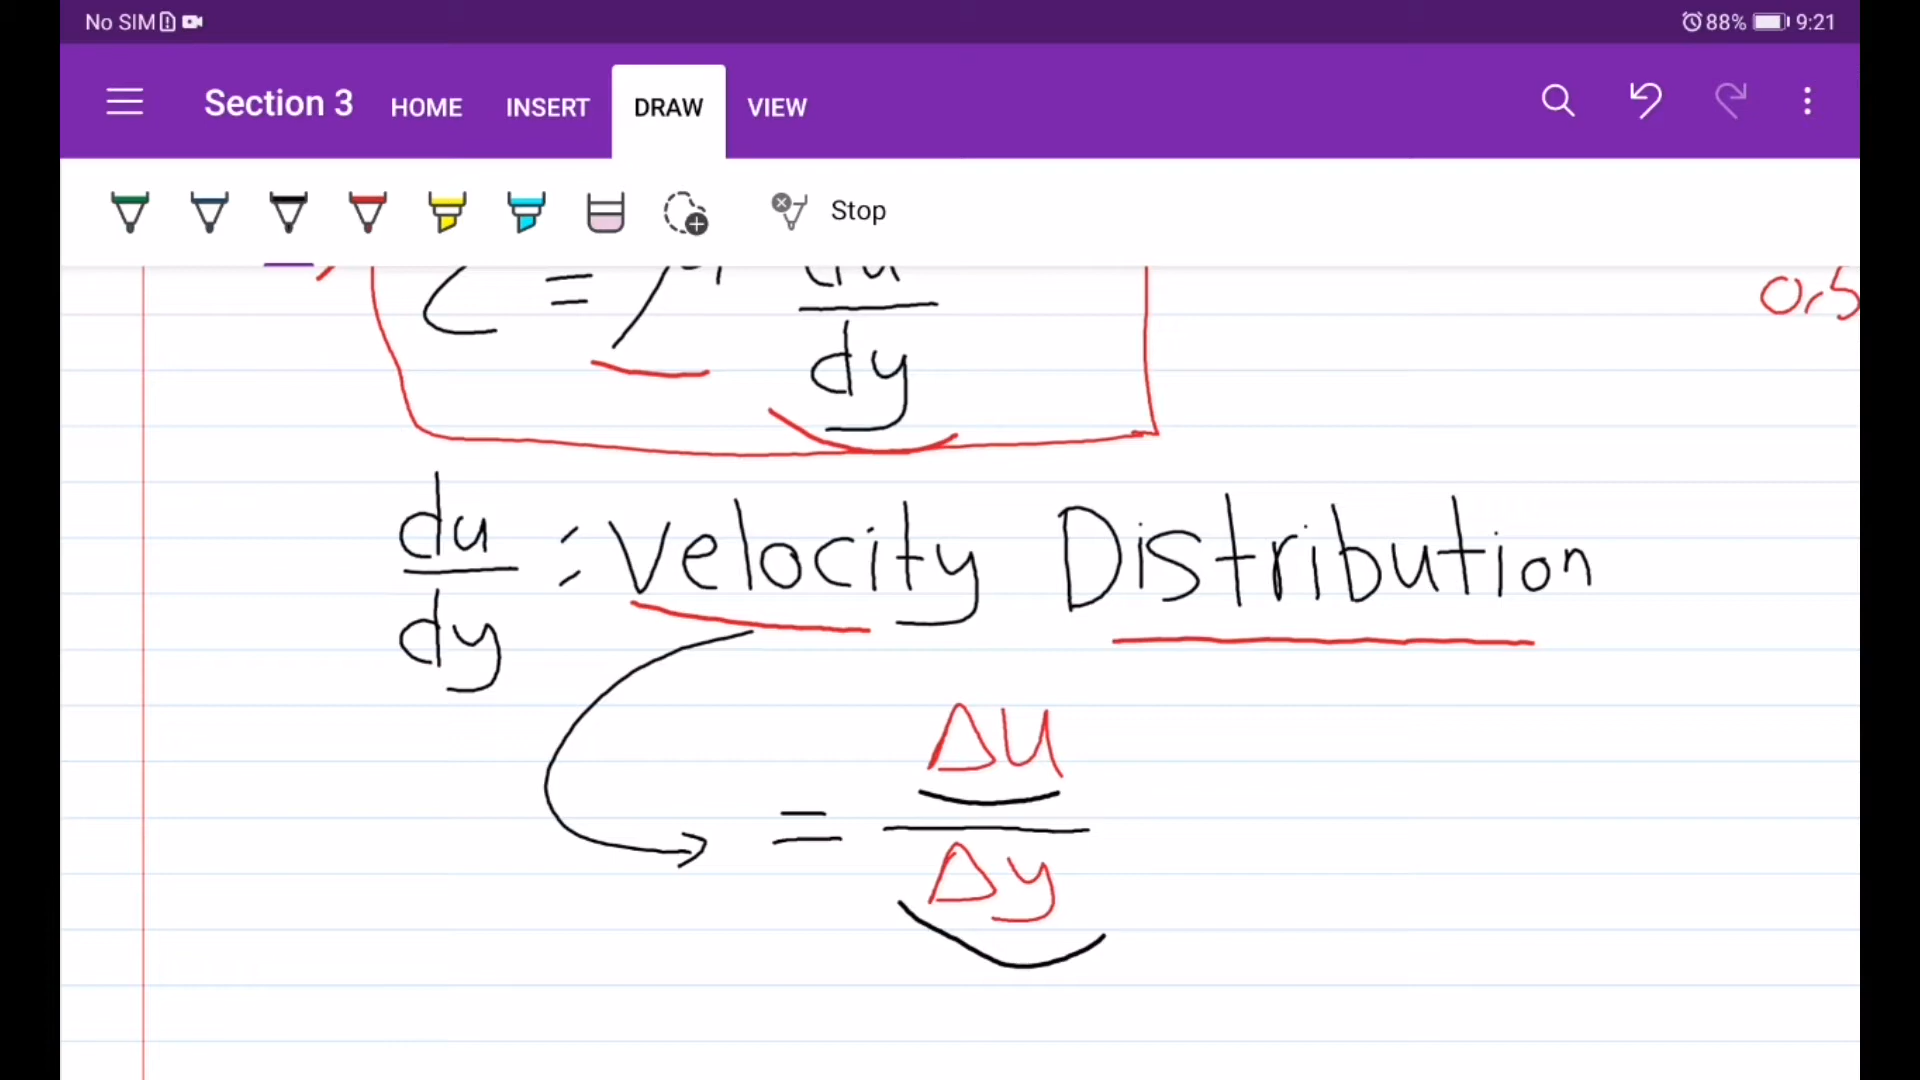 No SIM 88% 9:21
Section 3 HOME INSERT DRAW VIEW
Stop
τ = μ du
dy
0.5
du : Velocity Distribution
dy
= ΔU
Δy